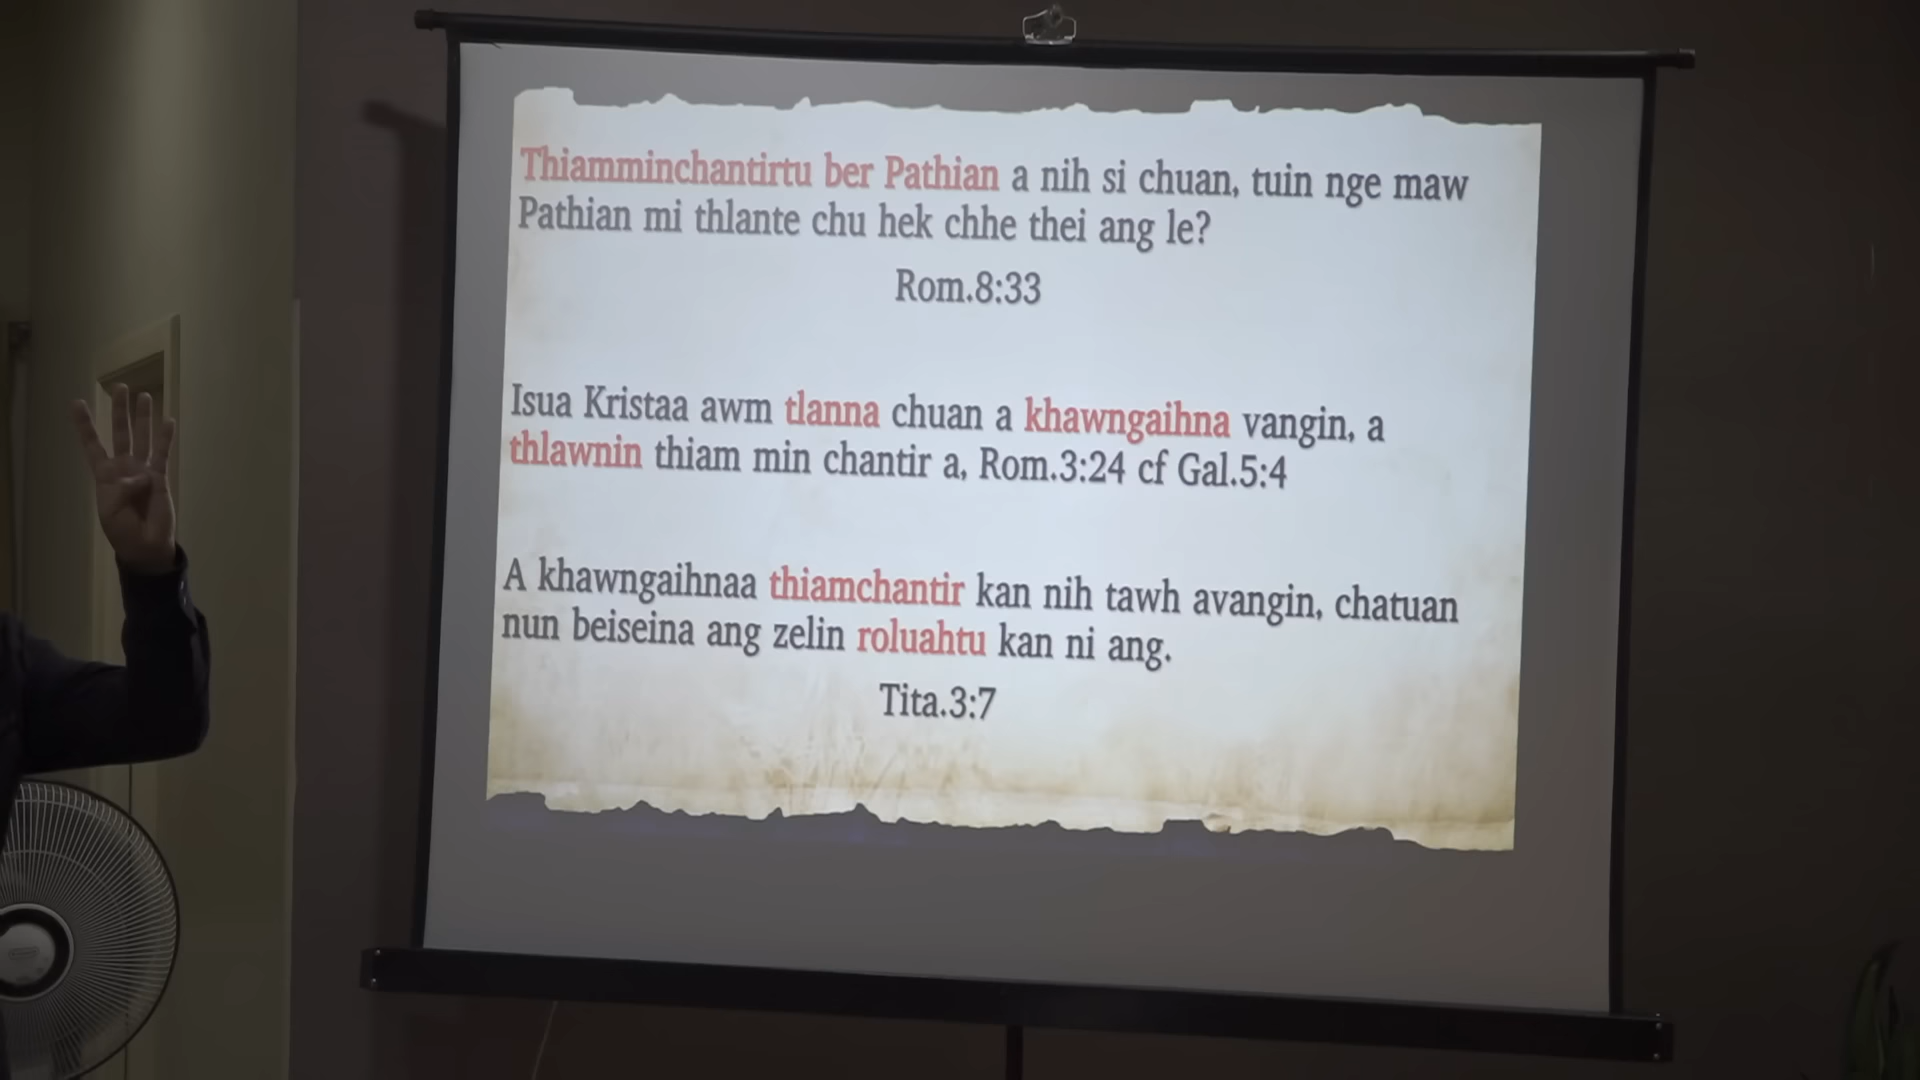 Thiamminchantirtu ber Pathian a nih si chuan, tuin nge maw
Pathian mi thlante chu hek chhe thei ang le?
Rom.8:33
Isua Kristaa awm tlanna chuan a khawngaihna vangin, a
thlawnin thiam min chantir a, Rom.3:24 cf Gal.5:4
A khawngaihnaa thiamchantir kan nih tawh avangin, chatuan
nun beiseina ang zelin roluahtu kan ni ang.
Tita.3:7